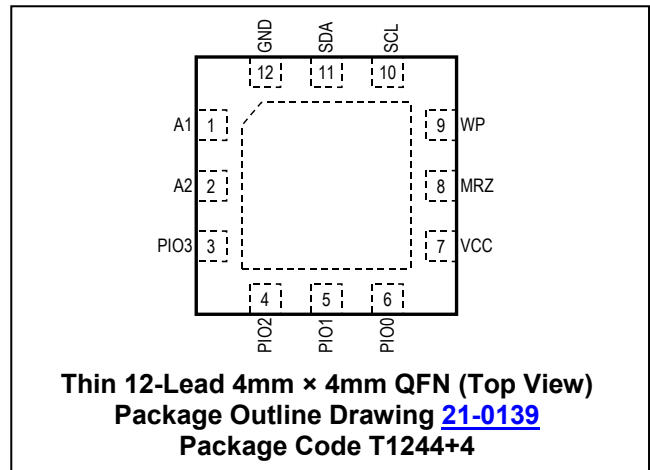 GND SDA SCL
12 11 10
A1 1 9 WP
A2 2 8 MRZ
PIO3 3 7 VCC
4 5 6
PIO2 PIO1 PIO0
Thin 12-Lead 4mm × 4mm QFN (Top View)
Package Outline Drawing 21-0139
Package Code T1244+4